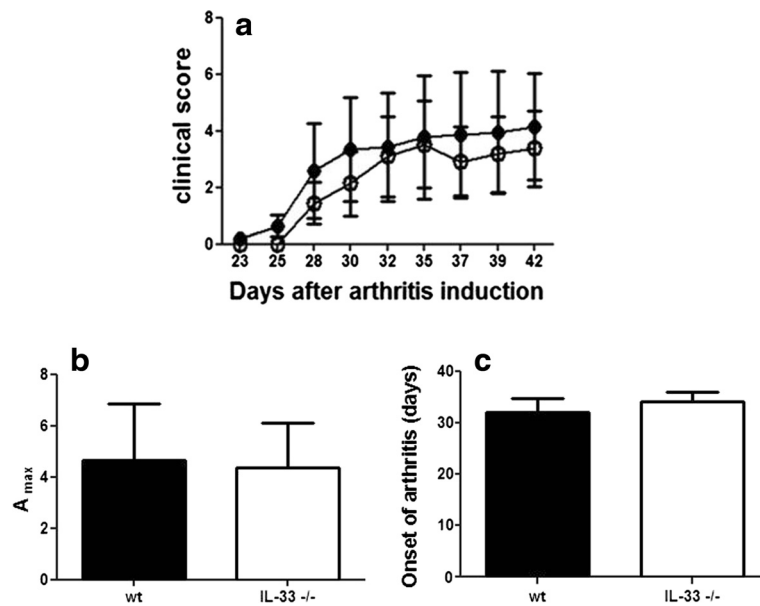 a
8
6
4
2
0
clinical score
23 25 28 30 32 35 37 39 42
Days after arthritis induction
b
8
6
4
2
0
A max
wt IL-33 -/-
c
40
30
20
10
0
Onset of arthritis (days)
wt IL-33 -/-